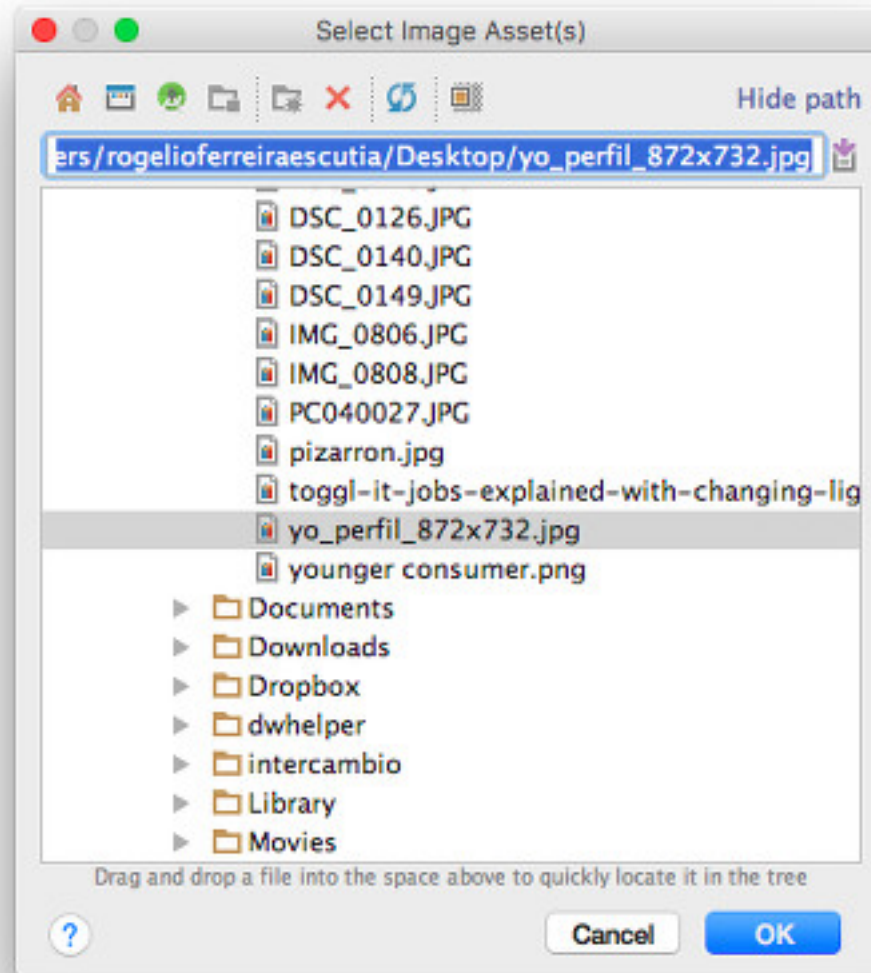 Select Image Asset(s)
Hide path
ers/rogelioferreiraescutia/Desktop/yo_perfil_872x732.jpg
DSC_0126.JPG
DSC_0140.JPG
DSC_0149.JPG
IMG_0806.JPG
IMG_0808.JPG
PC040027.JPG
pizarron.jpg
toggl-it-jobs-explained-with-changing-lig
yo_perfil_872x732.jpg
younger consumer.png
Documents
Downloads
Dropbox
dwhelper
intercambio
Library
Movies
Drag and drop a file into the space above to quickly locate it in the tree
?
Cancel
OK